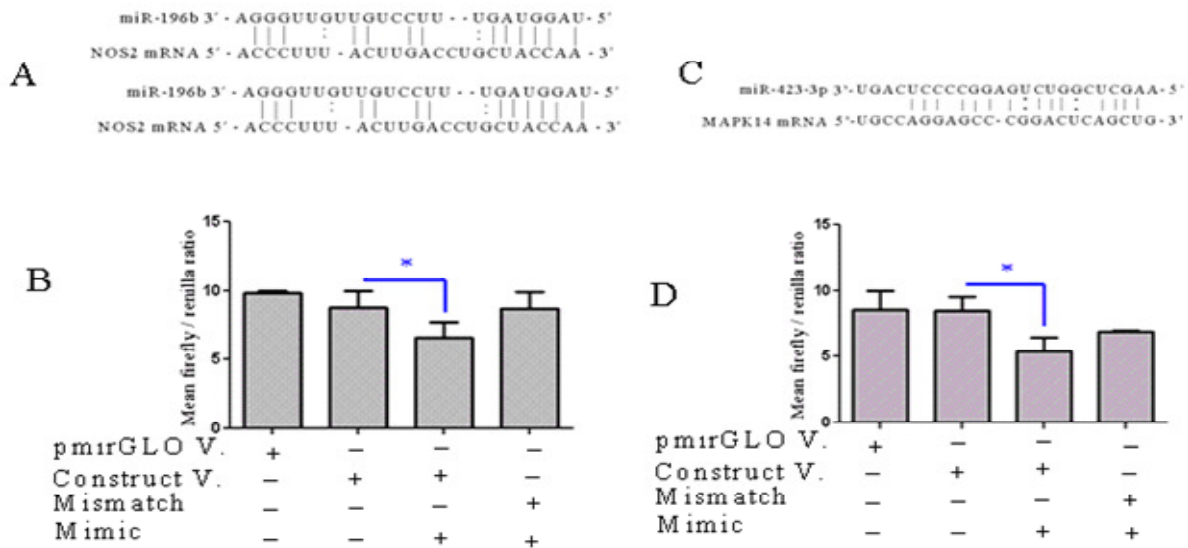 A
miR-196b 3′ - AGGGUUGUUGUCCUU - - UGAUGGAU- 5′
NOS2 mRNA 5′ - ACCCUUU - ACUUGACCUGCUACCAA - 3′
miR-196b 3′ - AGGGUUGUUGUCCUU - - UGAUGGAU- 5′
NOS2 mRNA 5′ - ACCCUUU - ACUUGACCUGCUACCAA - 3′
C
miR-423-3p 3'-UGACUCCCCGGAGUCUGGCUCGAA- 5'
MAPK14 mRNA 5'-UGCCAGGAGCC - CGGACUCAGCUG- 3'
B
Mean firefly / renilla ratio
15
10
5
0
*
pmirGLO V. + − − −
Construct V. − + + −
Mismatch − − − +
Mimic − − + +
D
Mean firefly / renilla ratio
15
10
5
0
*
pmirGLO V. + − − −
Construct V. − + + −
Mismatch − − − +
Mimic − − + +